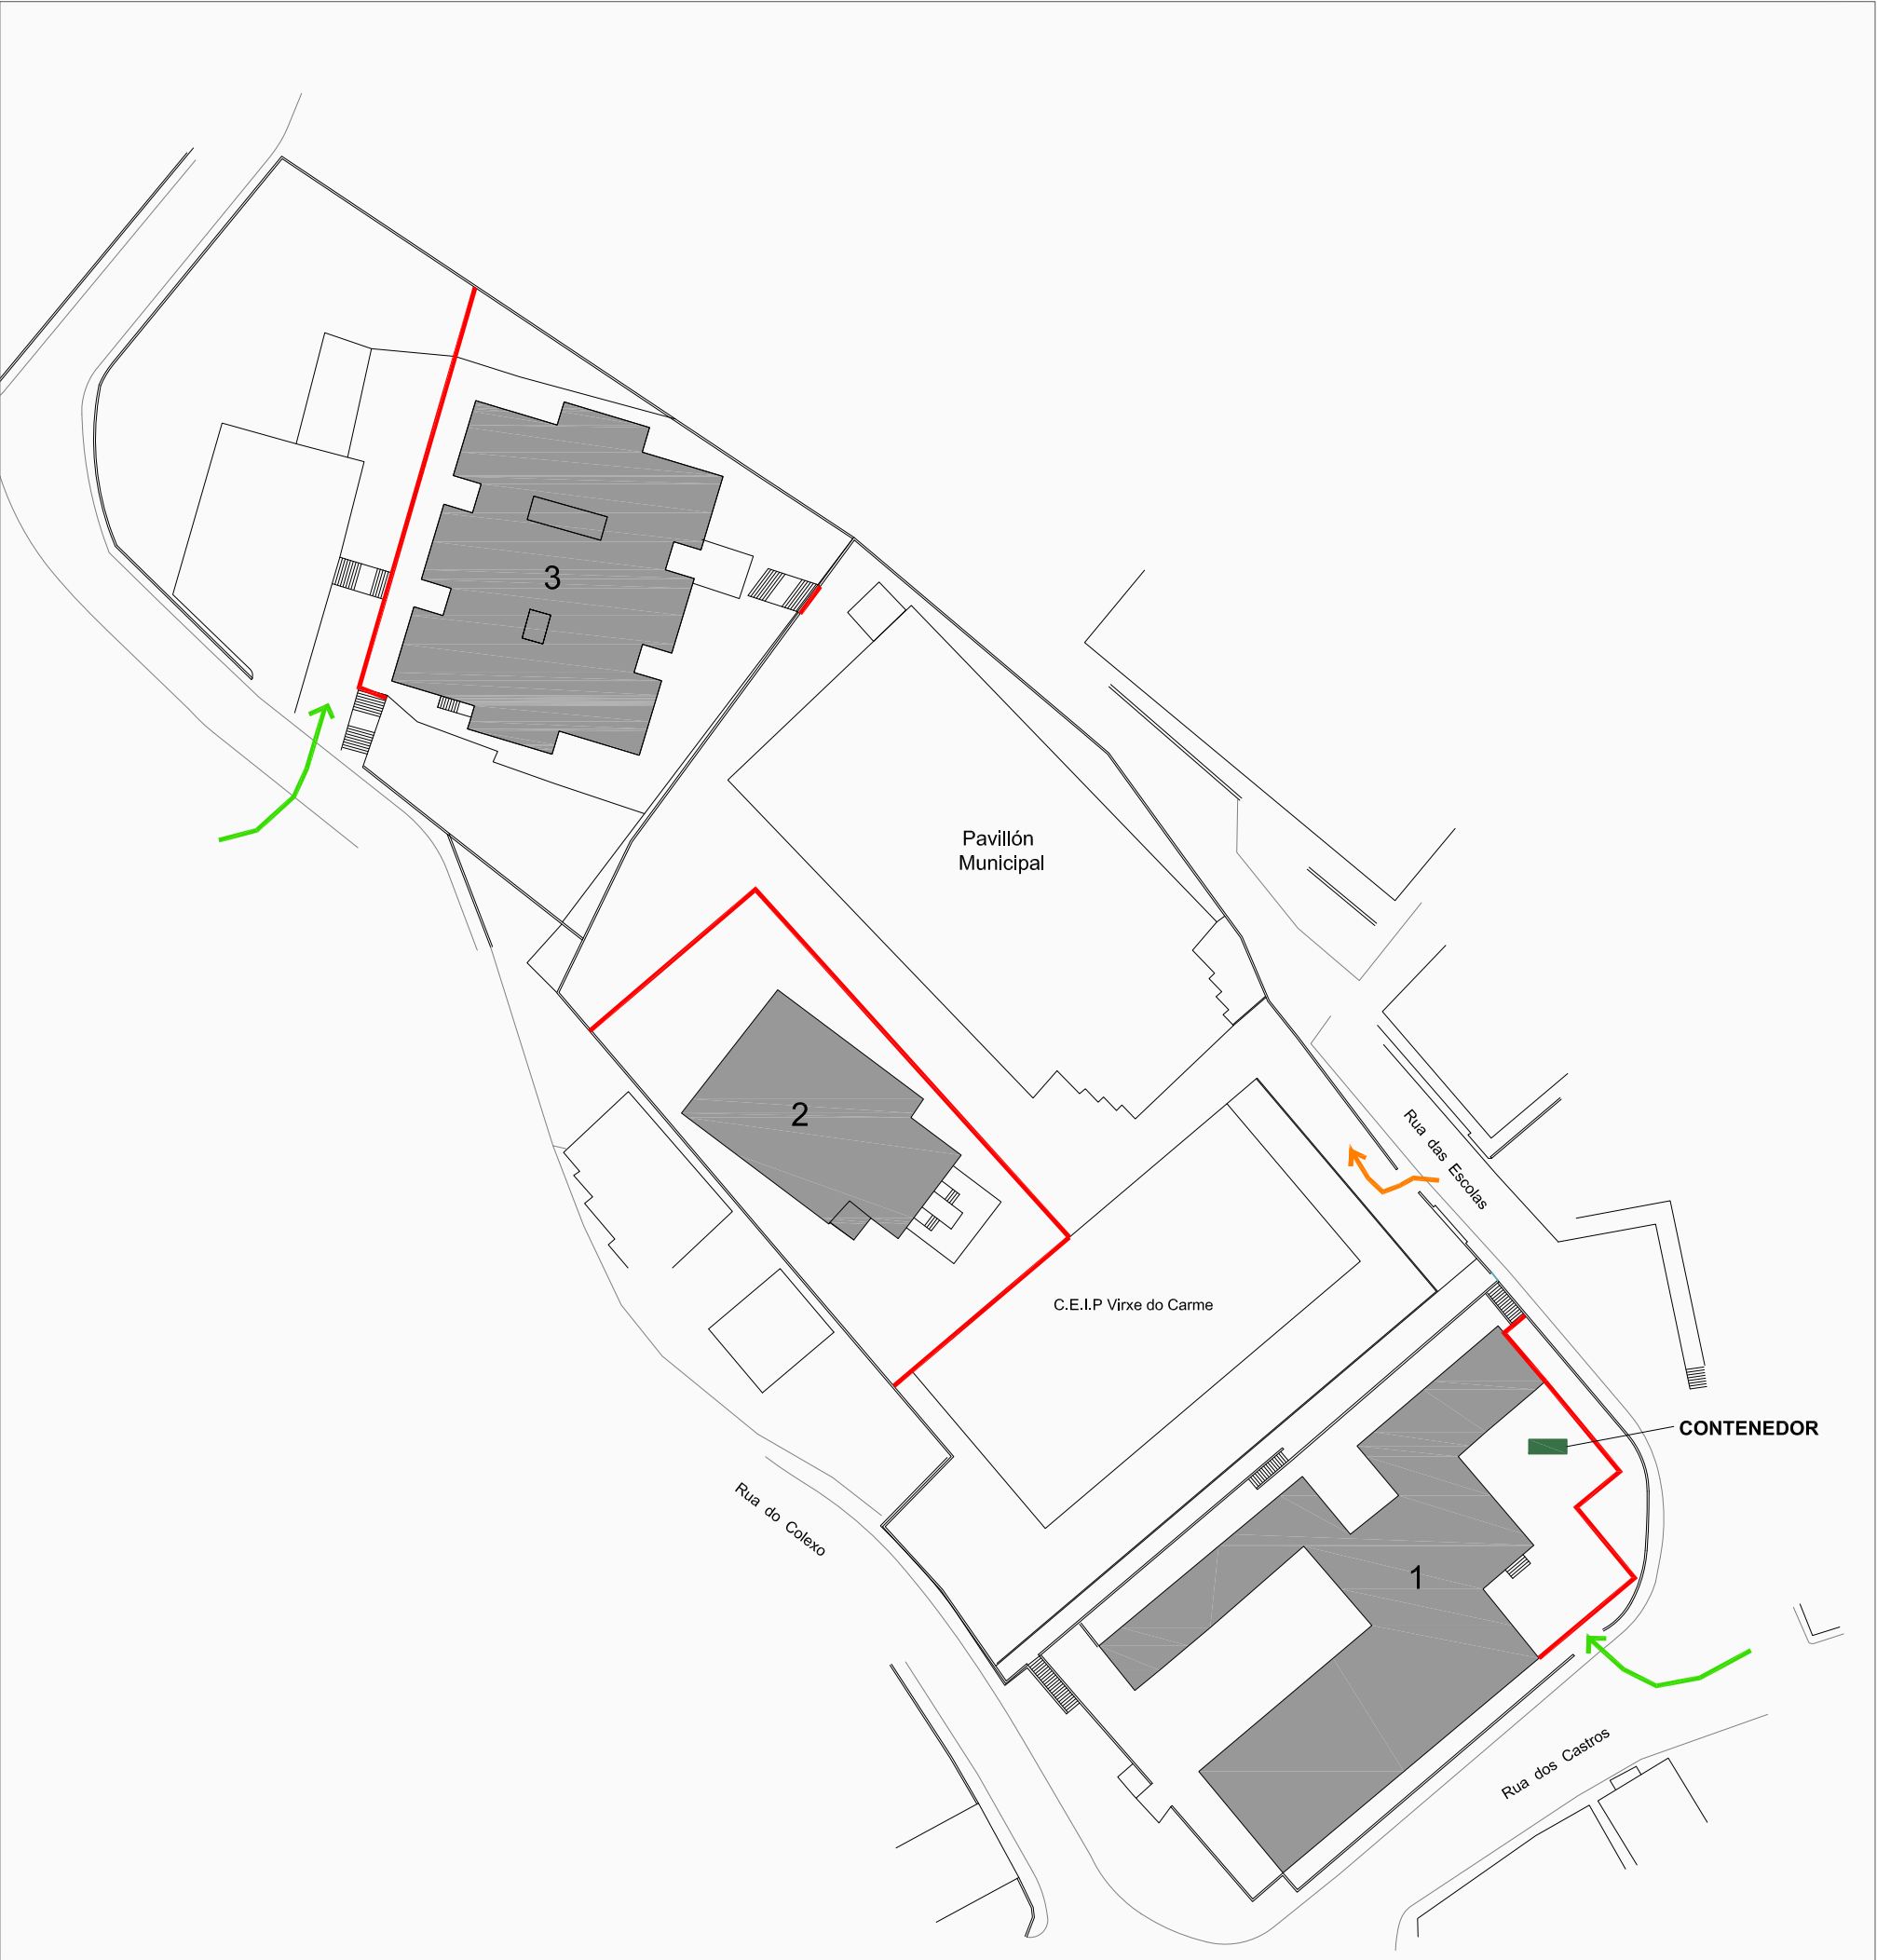 3
Pavillón
Municipal
2
Rua das Escolas
C.E.I.P Virxe do Carme
CONTENEDOR
Rua do Colexo
1
Rua dos Castros